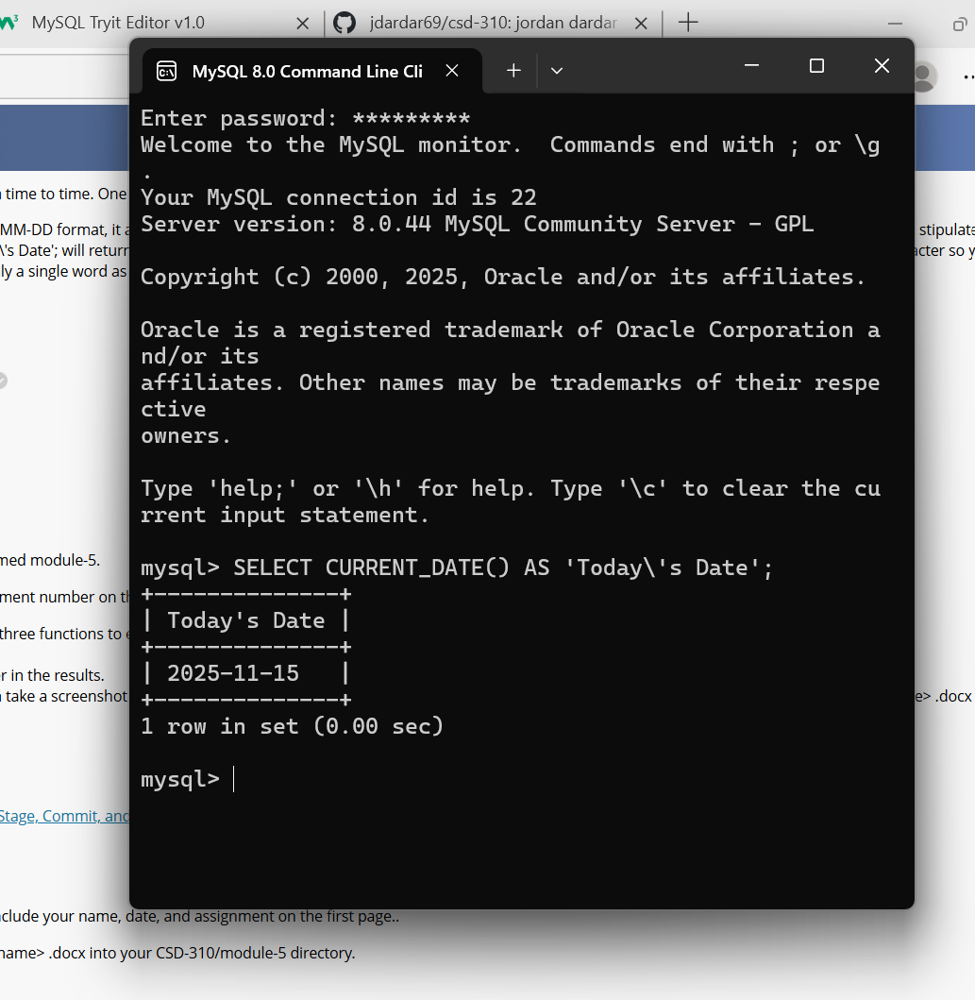 MySQL Tryit Editor v1.0
jdardar69/csd-310: jordan dardar
MySQL 8.0 Command Line Cli
Enter password: *********
Welcome to the MySQL monitor.  Commands end with ; or \g
.
Your MySQL connection id is 22
Server version: 8.0.44 MySQL Community Server - GPL
Copyright (c) 2000, 2025, Oracle and/or its affiliates.
Oracle is a registered trademark of Oracle Corporation a
nd/or its
affiliates. Other names may be trademarks of their respe
ctive
owners.
Type 'help;' or '\h' for help. Type '\c' to clear the cu
rrent input statement.
mysql> SELECT CURRENT_DATE() AS 'Today\'s Date';
+--------------+
| Today's Date |
+--------------+
| 2025-11-15   |
+--------------+
1 row in set (0.00 sec)
mysql>
time to time. One
MM-DD format, it a
stipulate
\'s Date'; will return
acter so y
ly a single word as
med module-5.
ment number on th
three functions to e
r in the results.
take a screenshot
e> .docx
Stage, Commit, and
clude your name, date, and assignment on the first page..
name> .docx into your CSD-310/module-5 directory.